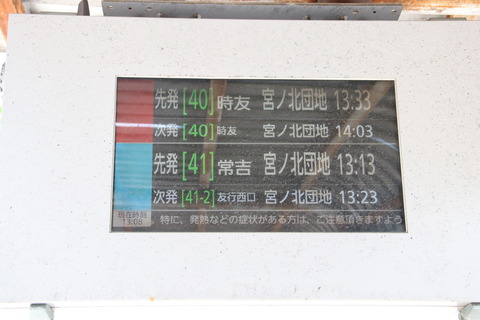 先発 [40] 時友 宮ノ北団地 13:33
次発 [40] 時友 宮ノ北団地 14:03
先発 [41] 常吉 宮ノ北団地 13:13
次発 [41-2] 友行西口 宮ノ北団地 13:23
現在時刻
13:08
。特に、発熱などの症状がある方は、ご注意頂きますよう